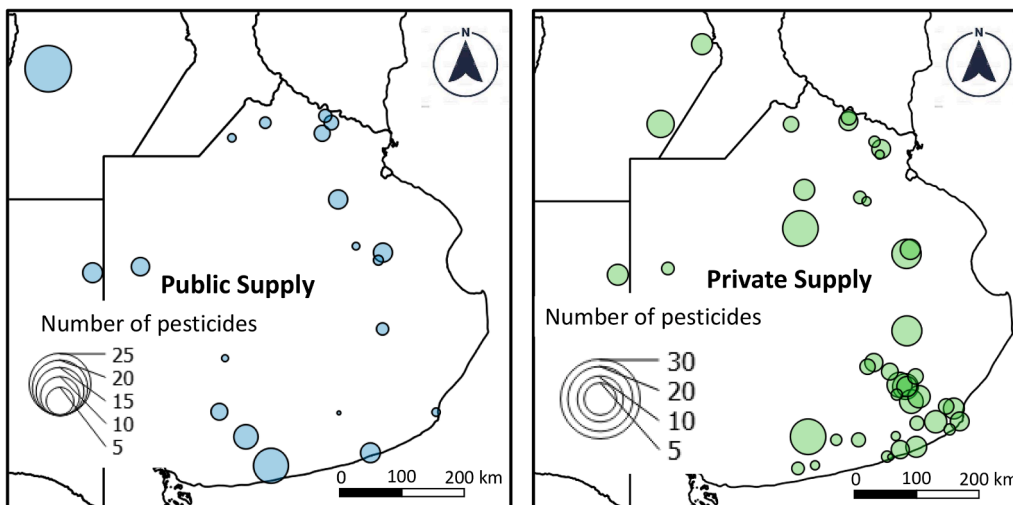 N
Public Supply
Number of pesticides
25
20
15
10
5
0 100 200 km
N
Private Supply
Number of pesticides
30
20
10
5
0 100 200 km